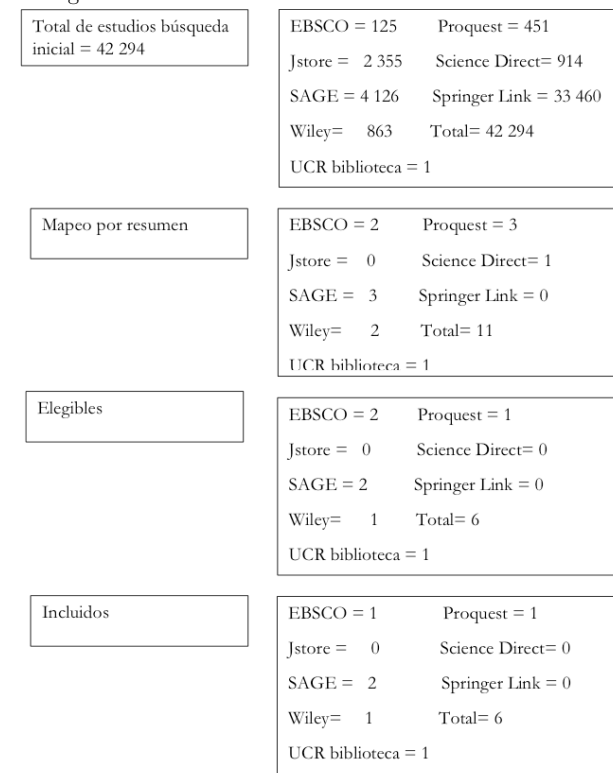 Total de estudios búsqueda
inicial = 42 294
EBSCO = 125 Proquest = 451
Jstore = 2 355 Science Direct= 914
SAGE = 4 126 Springer Link = 33 460
Wiley= 863 Total= 42 294
UCR biblioteca = 1
Mapeo por resumen
EBSCO = 2 Proquest = 3
Jstore = 0 Science Direct= 1
SAGE = 3 Springer Link = 0
Wiley= 2 Total= 11
UCR biblioteca = 1
Elegibles
EBSCO = 2 Proquest = 1
Jstore = 0 Science Direct= 0
SAGE = 2 Springer Link = 0
Wiley= 1 Total= 6
UCR biblioteca = 1
Incluidos
EBSCO = 1 Proquest = 1
Jstore = 0 Science Direct= 0
SAGE = 2 Springer Link = 0
Wiley= 1 Total= 6
UCR biblioteca = 1